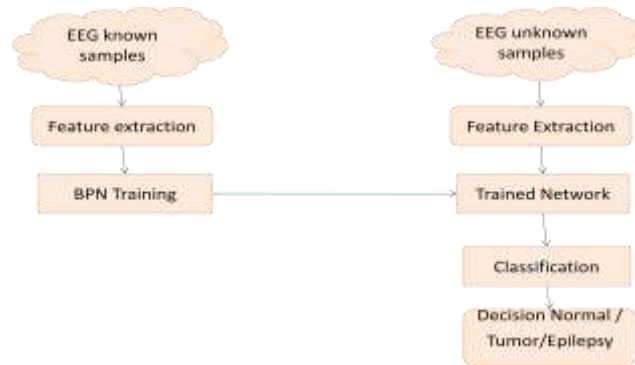 EEG known
samples
Feature extraction
BPN Training
EEG unknown
samples
Feature Extraction
Trained Network
Classification
Decision Normal /
Tumor/Epilepsy